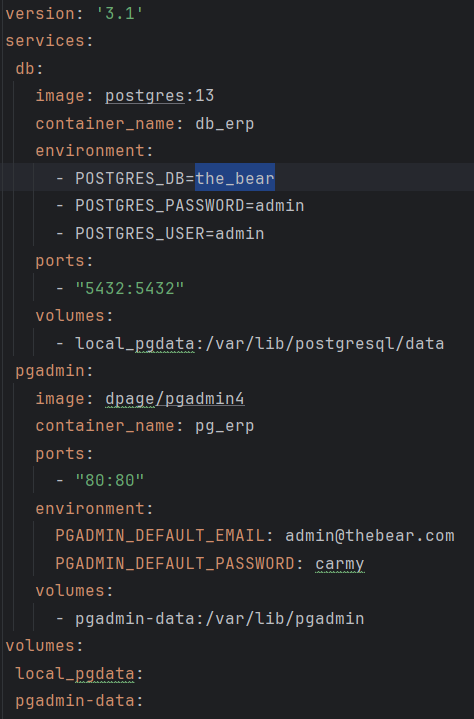 version: '3.1'
services:
 db:
   image: postgres:13
   container_name: db_erp
   environment:
     - POSTGRES_DB=the_bear
     - POSTGRES_PASSWORD=admin
     - POSTGRES_USER=admin
   ports:
     - "5432:5432"
   volumes:
     - local_pgdata:/var/lib/postgresql/data
 pgadmin:
   image: dpage/pgadmin4
   container_name: pg_erp
   ports:
     - "80:80"
   environment:
     PGADMIN_DEFAULT_EMAIL: admin@thebear.com
     PGADMIN_DEFAULT_PASSWORD: carmy
   volumes:
     - pgadmin-data:/var/lib/pgadmin
volumes:
 local_pgdata:
 pgadmin-data: